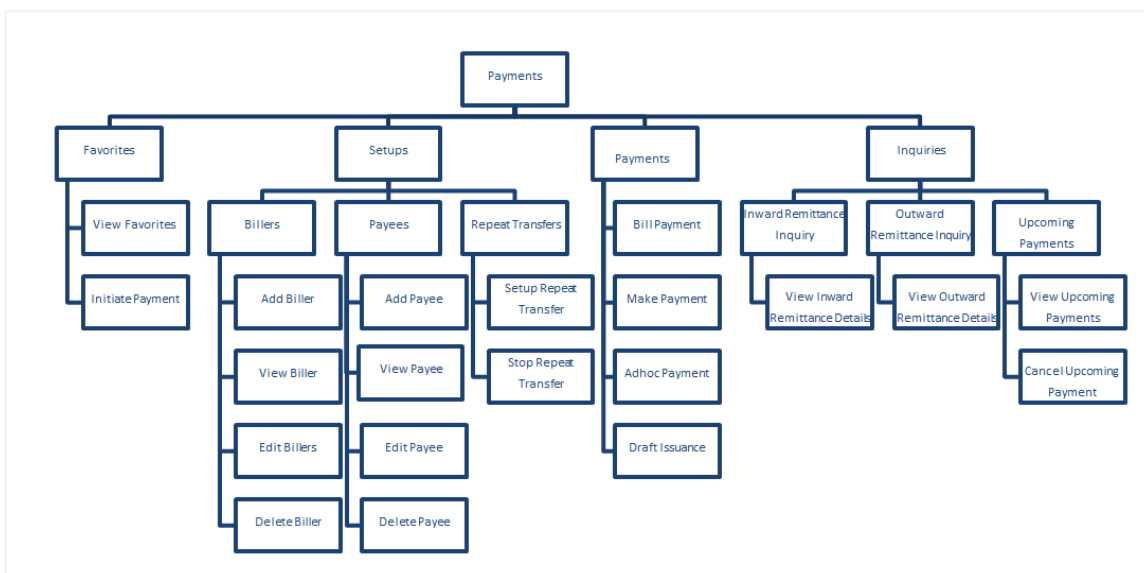 Payments
Favorites
Setups
Payments
Inquiries
View Favorites
Initiate Payment
Billers
Payees
Repeat Transfers
Add Biller
View Biller
Edit Billers
Delete Biller
Add Payee
View Payee
Edit Payee
Delete Payee
Setup Repeat
Transfer
Stop Repeat
Transfer
Bill Payment
Make Payment
Adhoc Payment
Draft Issuance
Inward Remittance
Inquiry
Outward
Remittance Inquiry
Upcoming
Payments
View Inward
Remittance Details
View Outward
Remittance Details
View Upcoming
Payments
Cancel Upcoming
Payment